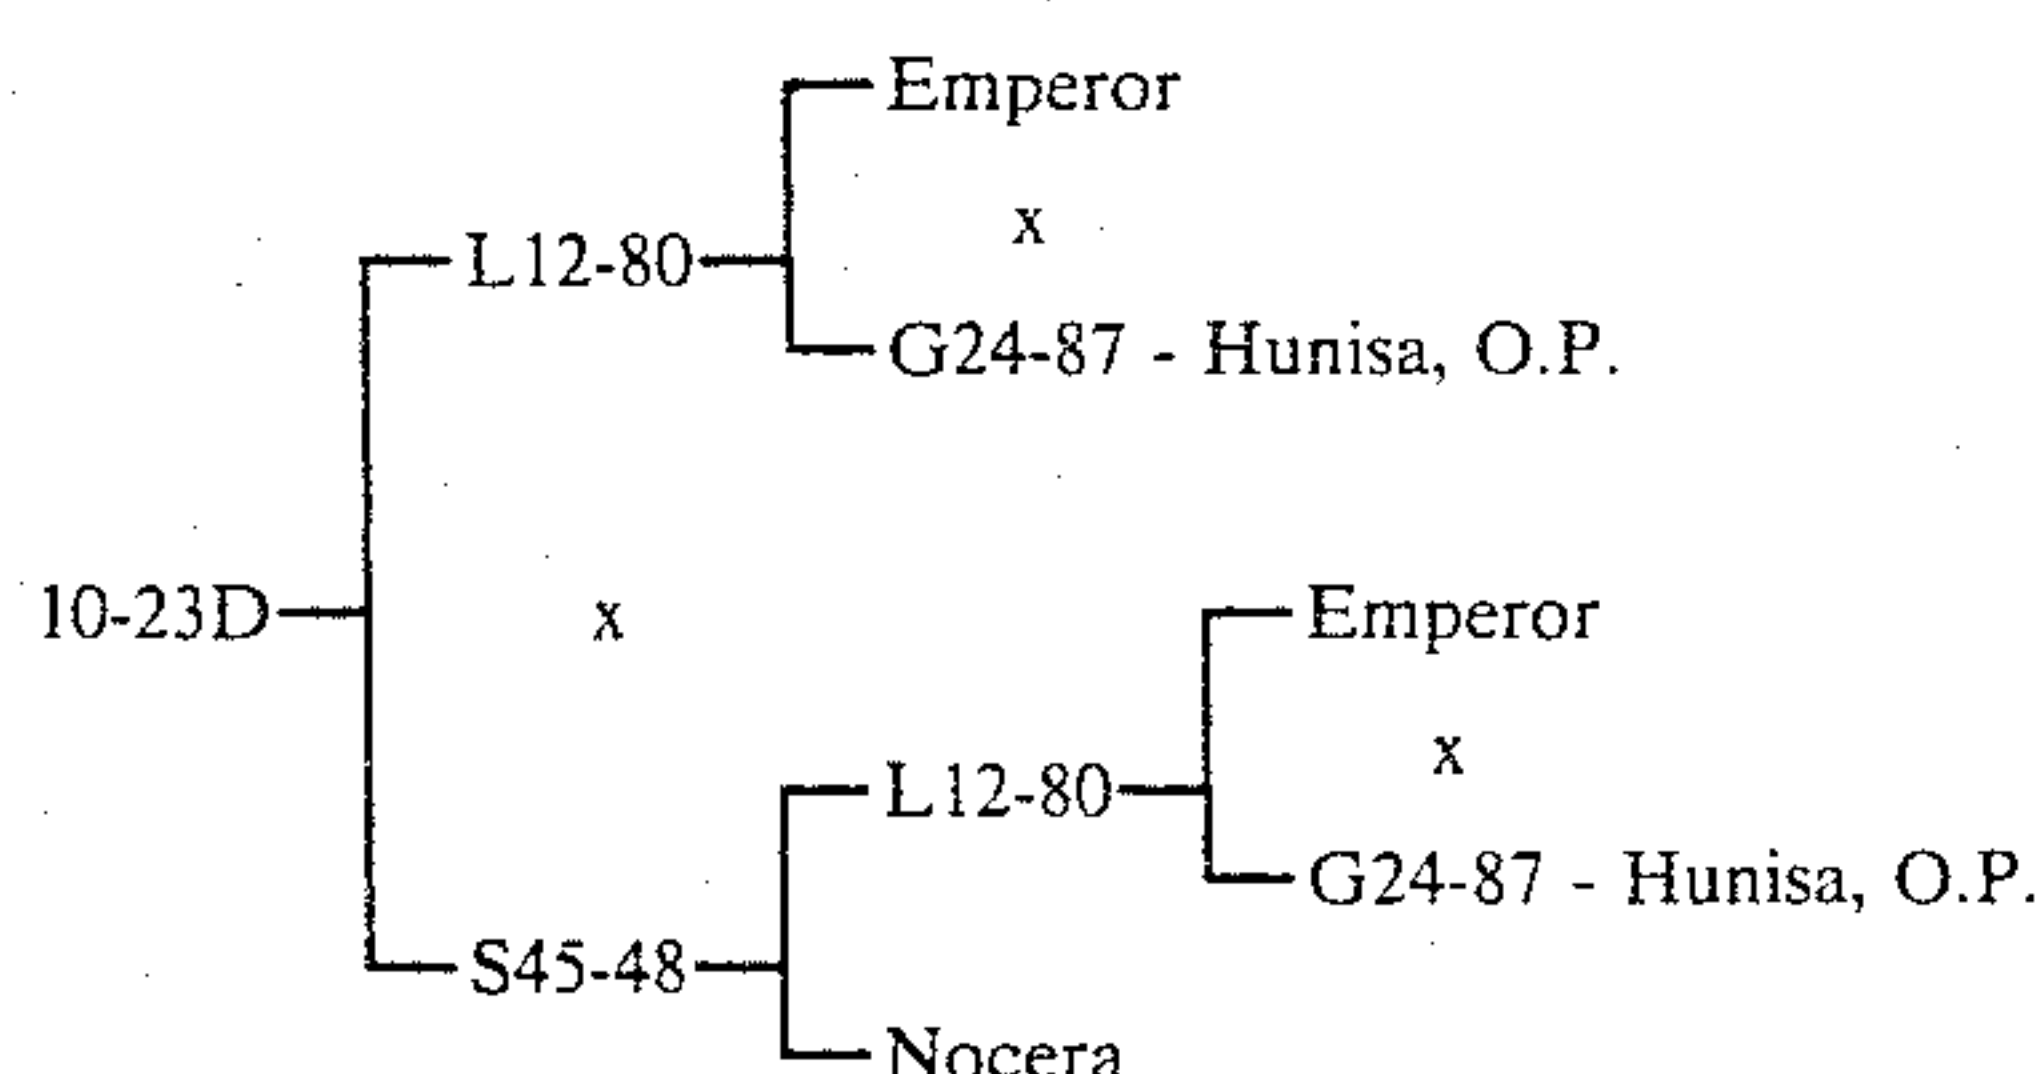 Emperor
x
L12-80
G24-87 - Hunisa, O.P.
10-23D
x
Emperor
x
L12-80
G24-87 - Hunisa, O.P.
S45-48
Nocera